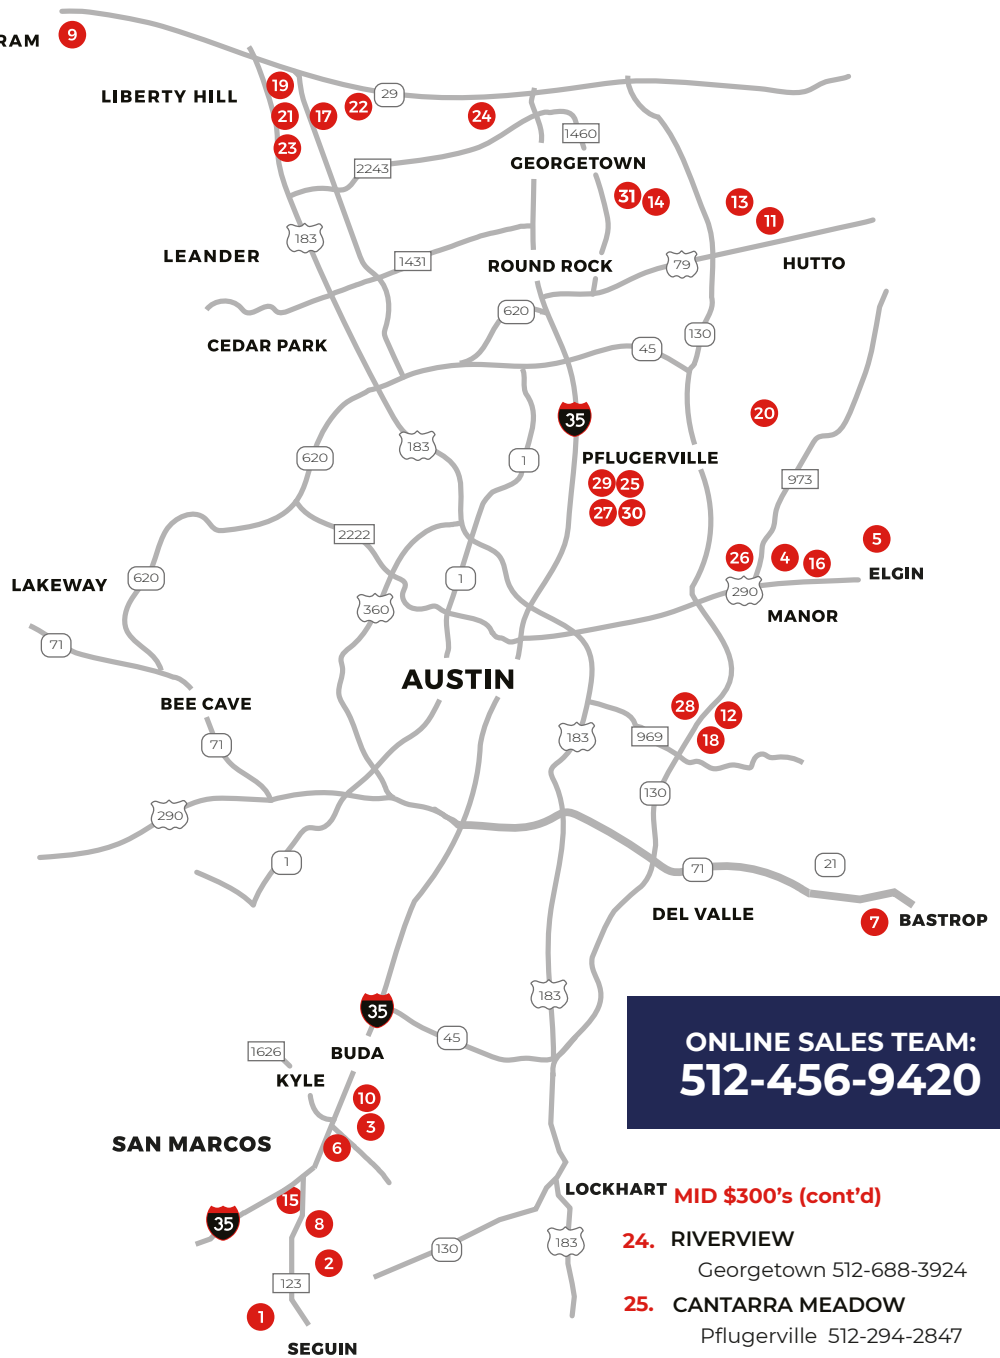 RAM
9
LIBERTY HILL
19
21
17
22
29
24
23
2243
1460
GEORGETOWN
31
14
13
11
183
LEANDER
1431
ROUND ROCK
79
HUTTO
620
130
CEDAR PARK
45
35
20
183
620
1
PFLUGERVILLE
29
25
973
27
30
2222
5
26
4
16
ELGIN
LAKEWAY
620
1
290
360
MANOR
71
AUSTIN
BEE CAVE
28
12
71
183
969
18
130
290
1
21
71
DEL VALLE
7
BASTROP
183
35
45
1626
BUDA
KYLE
10
3
6
SAN MARCOS
ONLINE SALES TEAM:
512-456-9420
15
35
8
LOCKHART
130
183
2
123
1
SEGUIN
MID $300's (cont'd)
24. RIVERVIEW
Georgetown 512-688-3924
25. CANTARRA MEADOW
Pflugerville 512-294-2847